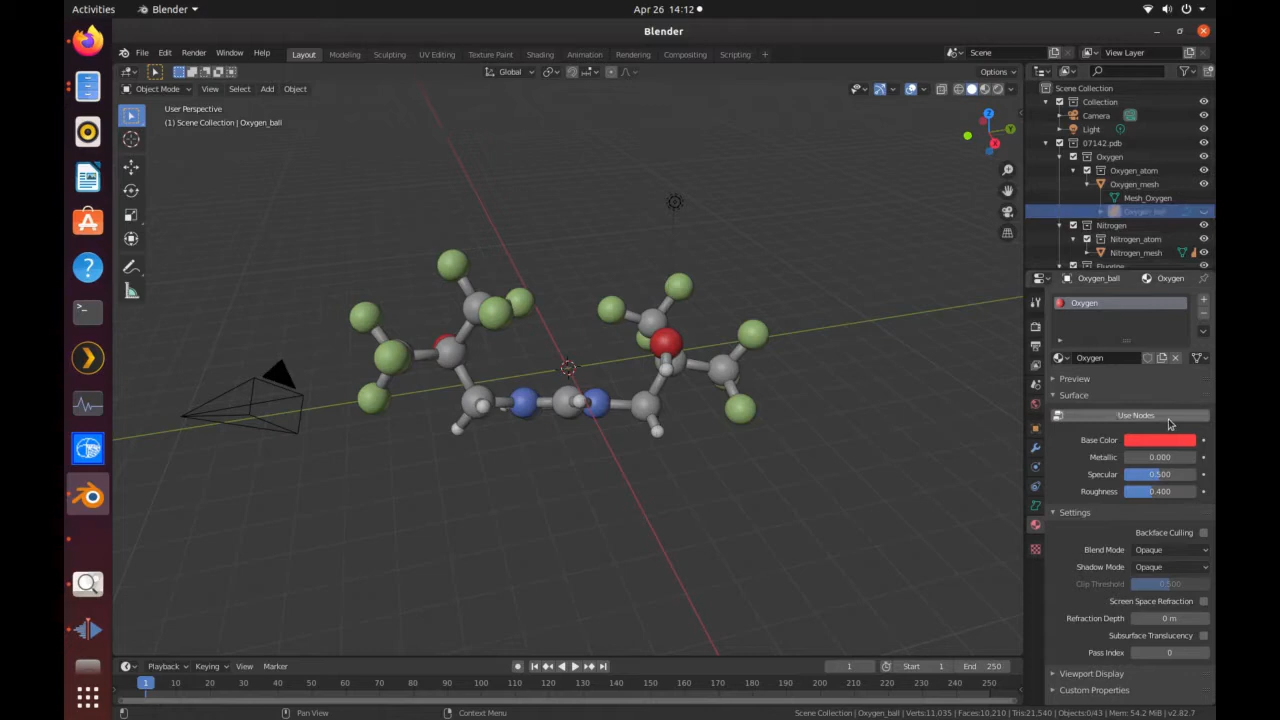 Activities Blender Apr 26 14:12
Blender
File Edit Render Window Help Layout Modeling Sculpting UV Editing Texture Paint Shading Animation Rendering Compositing Scripting + Scene View Layer
Global Options
Object Mode View Select Add Object
User Perspective
(1) Scene Collection | Oxygen_ball
Z
Y
X
Scene Collection
Collection
Camera
Light
07142.pdb
Oxygen
Oxygen_atom
Oxygen_mesh
Mesh_Oxygen
Oxygen_ball
Nitrogen
Nitrogen_atom
Nitrogen_mesh
Fluorine
Oxygen_ball Oxygen
Oxygen
Oxygen
Preview
Surface
Use Nodes
Base Color
Metallic 0.000
Specular 0.500
Roughness 0.400
Settings
Backface Culling
Blend Mode Opaque
Shadow Mode Opaque
Clip Threshold 0.500
Screen Space Refraction
Refraction Depth 0 m
Subsurface Translucency
Pass Index 0
Viewport Display
Custom Properties
Playback Keying View Marker 1 Start 1 End 250
1 10 20 30 40 50 60 70 80 90 100 110 120 130 140 150 160 170 180 190 200 210 220 230 240 250
Pan View Context Menu Scene Collection | Oxygen_ball | Verts:11,035 | Faces:10,210 | Tris:21,540 | Objects:0/43 | Mem: 54.2 MiB | v2.82.7